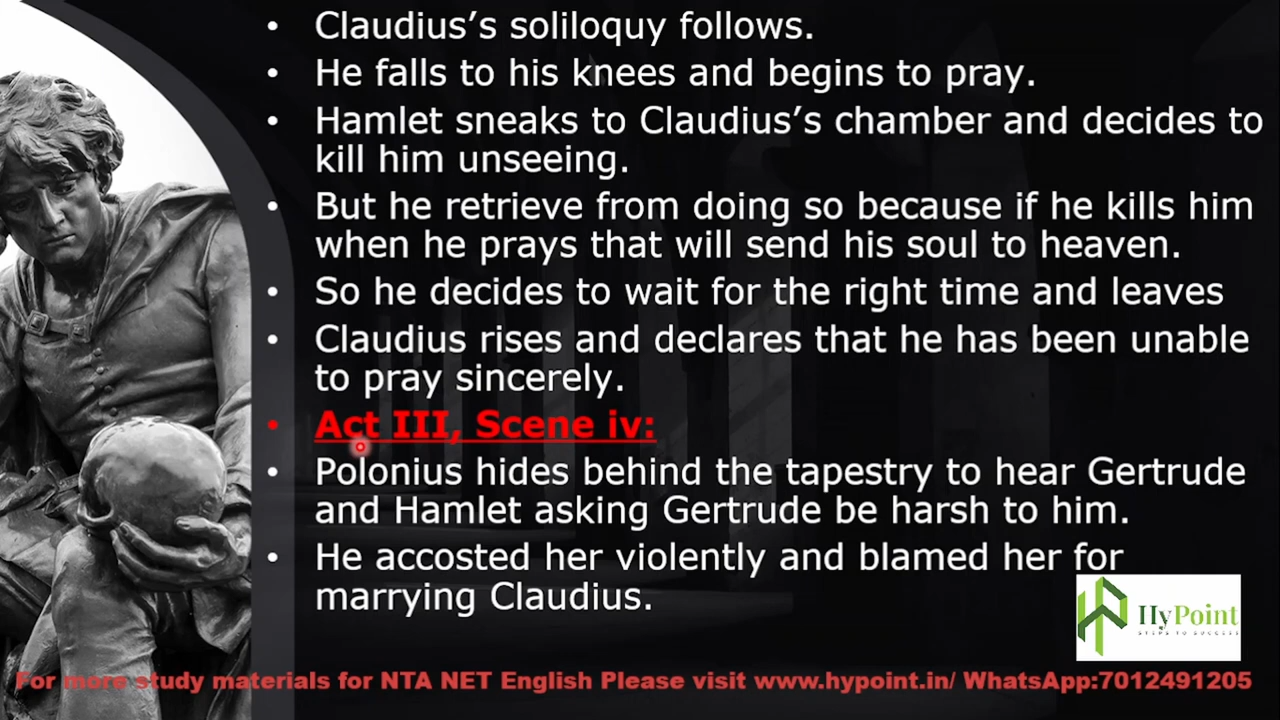 • Claudius’s soliloquy follows.
• He falls to his knees and begins to pray.
• Hamlet sneaks to Claudius’s chamber and decides to
kill him unseeing.
• But he retrieve from doing so because if he kills him
when he prays that will send his soul to heaven.
• So he decides to wait for the right time and leaves
• Claudius rises and declares that he has been unable
to pray sincerely.
• Act III, Scene iv:
• Polonius hides behind the tapestry to hear Gertrude
and Hamlet asking Gertrude be harsh to him.
• He accosted her violently and blamed her for
marrying Claudius.
HyPoint
STEPS TO SUCCESS
For more study materials for NTA NET English Please visit www.hypoint.in/ WhatsApp:7012491205